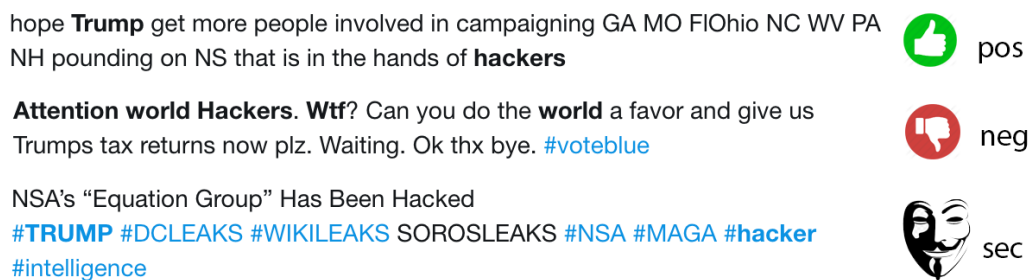 hope Trump get more people involved in campaigning GA MO FlOhio NC WV PA
NH pounding on NS that is in the hands of hackers
pos
Attention world Hackers. Wtf? Can you do the world a favor and give us
Trumps tax returns now plz. Waiting. Ok thx bye. #voteblue
neg
NSA’s “Equation Group” Has Been Hacked
#TRUMP #DCLEAKS #WIKILEAKS SOROSLEAKS #NSA #MAGA #hacker
#intelligence
sec